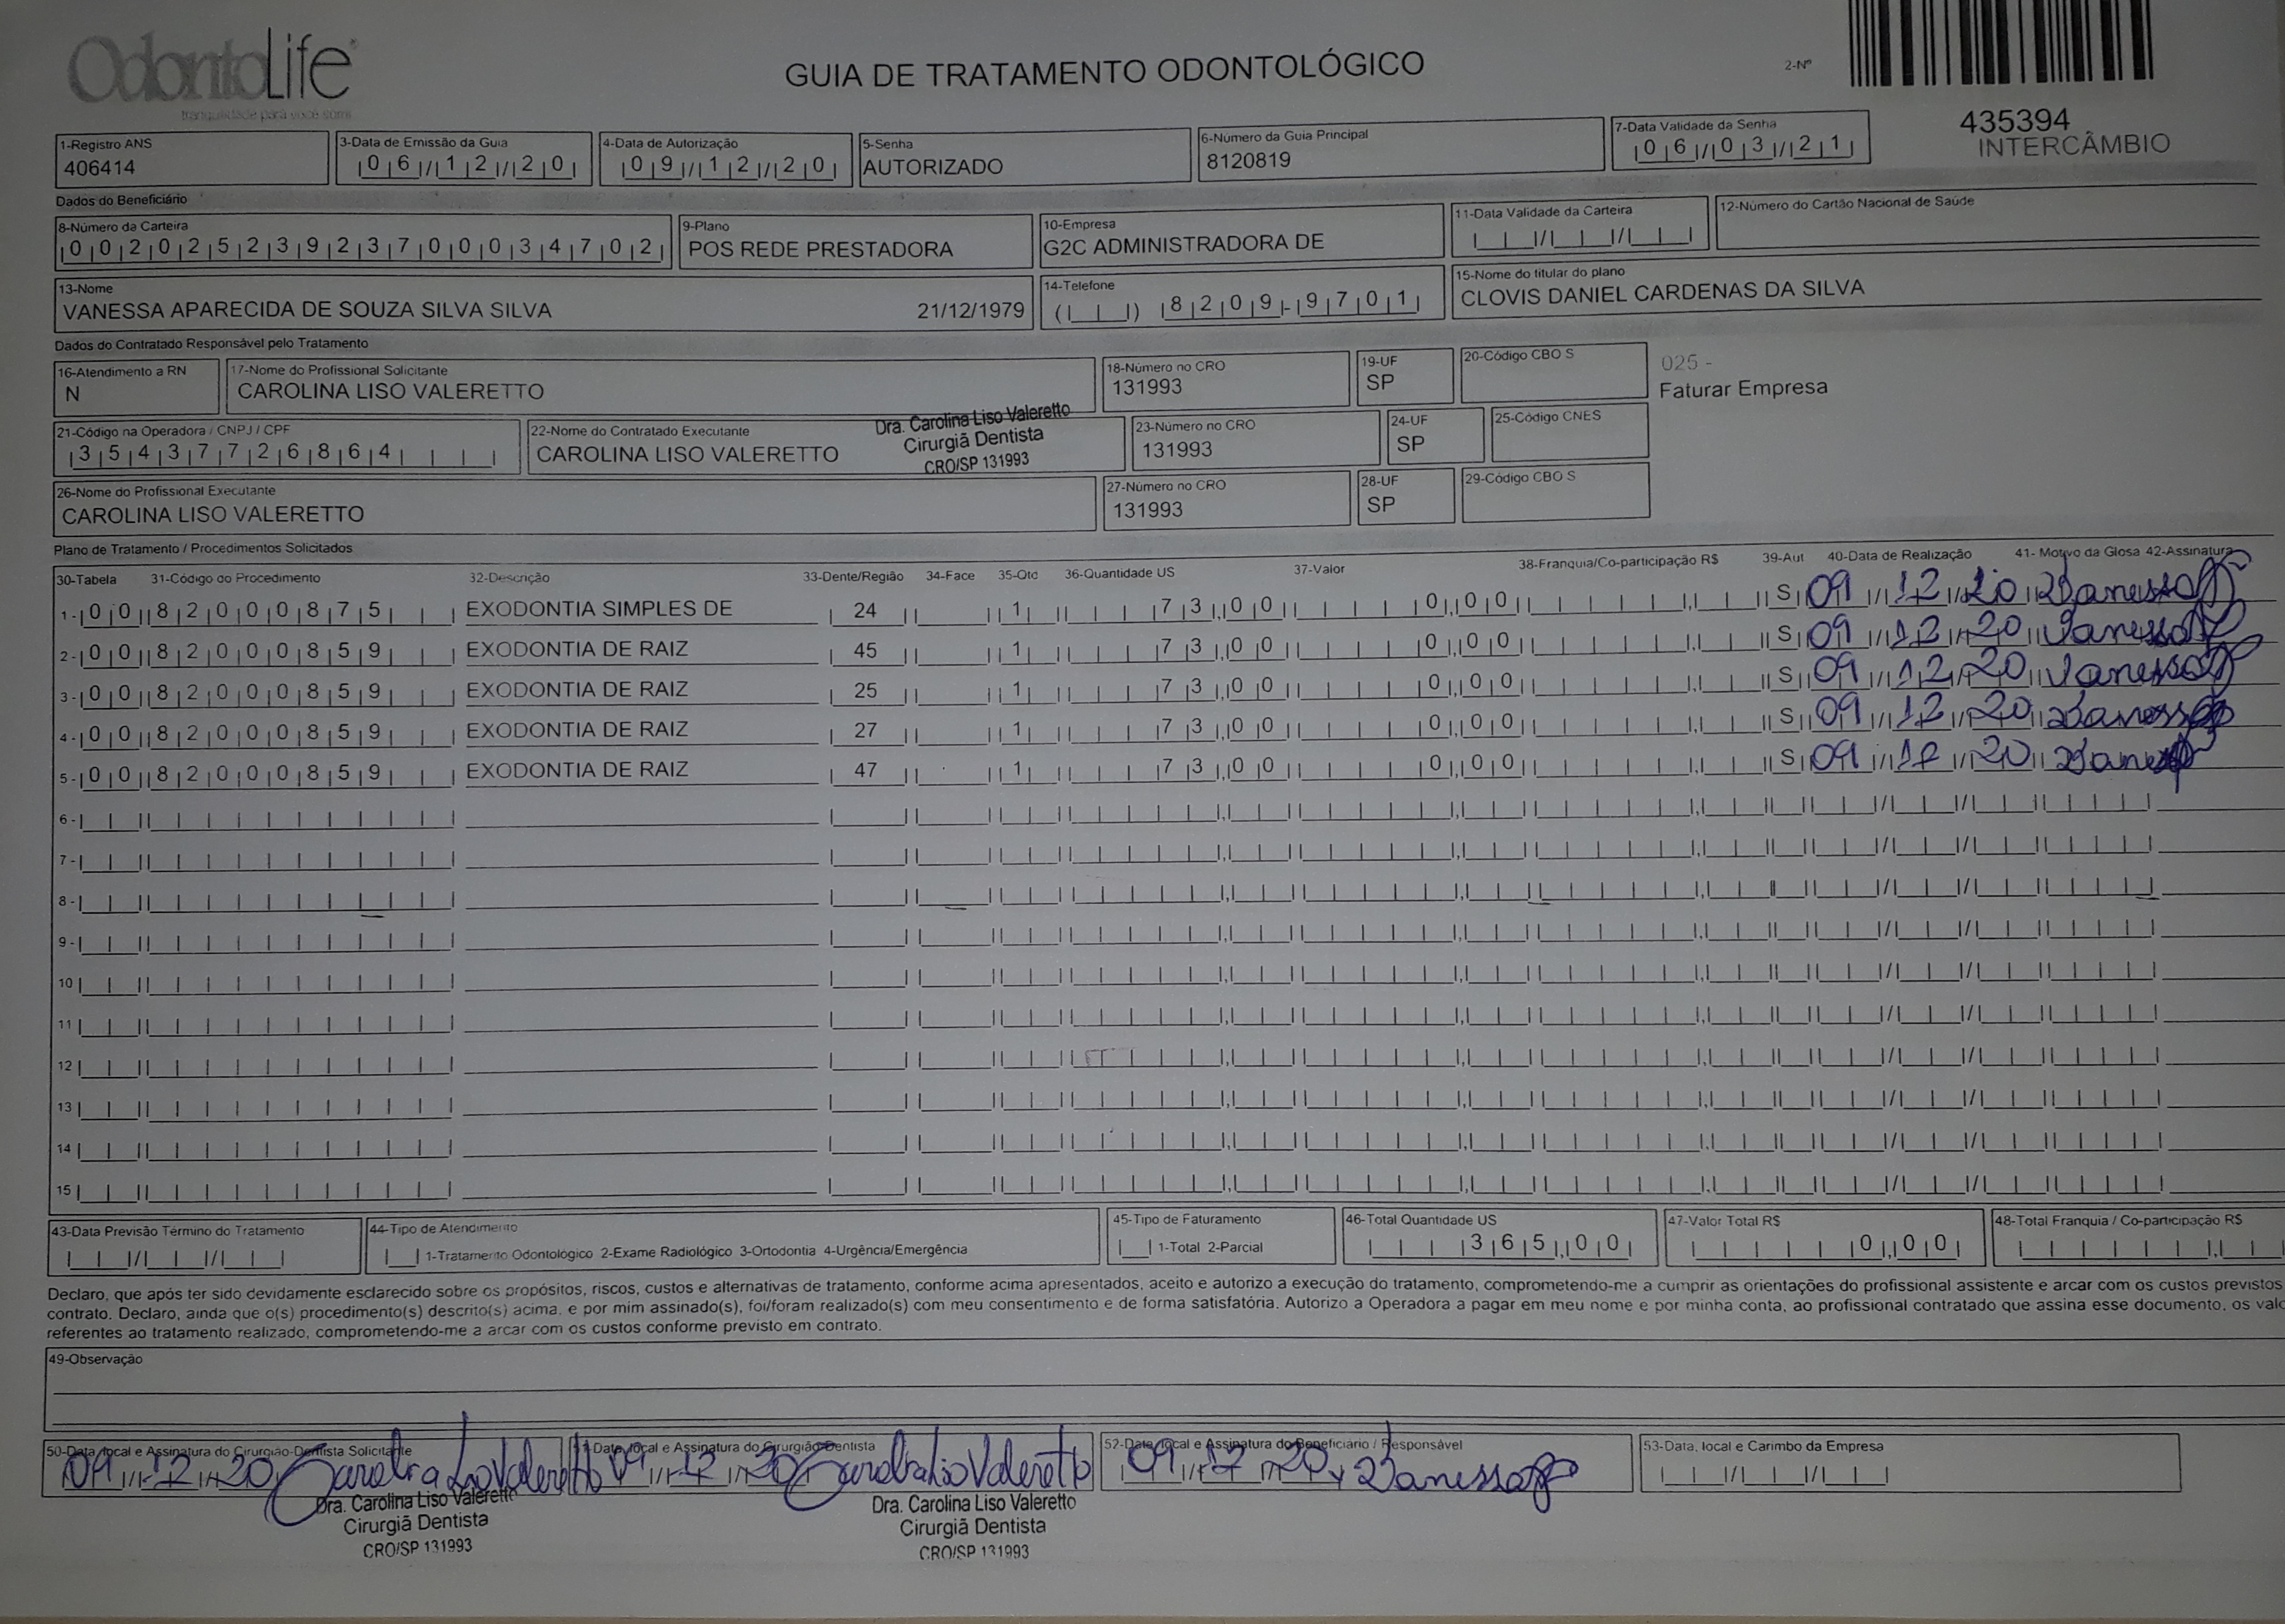 OdontoLife
tranquilidade para você sorrir
GUIA DE TRATAMENTO ODONTOLÓGICO
2-Nº
435394
INTERCÂMBIO
1-Registro ANS
406414
3-Data de Emissão da Guia
06/12/20
4-Data de Autorização
09/12/20
5-Senha
AUTORIZADO
6-Número da Guia Principal
8120819
7-Data Validade da Senha
06/03/21
Dados do Beneficiário
8-Número da Carteira
00202523923700034702
9-Plano
POS REDE PRESTADORA
10-Empresa
G2C ADMINISTRADORA DE
11-Data Validade da Carteira
12-Número do Cartão Nacional de Saúde
13-Nome
VANESSA APARECIDA DE SOUZA SILVA SILVA 21/12/1979
14-Telefone
( ) 8209-9701
15-Nome do titular do plano
CLOVIS DANIEL CARDENAS DA SILVA
Dados do Contratado Responsável pelo Tratamento
16-Atendimento a RN
N
17-Nome do Profissional Solicitante
CAROLINA LISO VALERETTO
18-Número no CRO
131993
19-UF
SP
20-Código CBO S
025 -
Faturar Empresa
21-Código na Operadora / CNPJ / CPF
35437726864
22-Nome do Contratado Executante
CAROLINA LISO VALERETTO
Dra. Carolina Liso Valeretto
Cirurgiã Dentista
CRO/SP 131993
23-Número no CRO
131993
24-UF
SP
25-Código CNES
26-Nome do Profissional Executante
CAROLINA LISO VALERETTO
27-Número no CRO
131993
28-UF
SP
29-Código CBO S
Plano de Tratamento / Procedimentos Solicitados
30-Tabela 31-Código do Procedimento 32-Descrição 33-Dente/Região 34-Face 35-Qtd 36-Quantidade US 37-Valor 38-Franquia/Co-participação R$ 39-Aut 40-Data de Realização 41- Motivo da Glosa 42-Assinatura
1- 00 82000875 EXODONTIA SIMPLES DE 24 1 73,00 0,00 S 09/12/20 Vanessa
2- 00 82000859 EXODONTIA DE RAIZ 45 1 73,00 0,00 S 09/12/20 Vanessa
3- 00 82000859 EXODONTIA DE RAIZ 25 1 73,00 0,00 S 09/12/20 Vanessa
4- 00 82000859 EXODONTIA DE RAIZ 27 1 73,00 0,00 S 09/12/20 Vanessa
5- 00 82000859 EXODONTIA DE RAIZ 47 1 73,00 0,00 S 09/12/20 Vanessa
6-
7-
8-
9-
10
11
12
13
14
15
43-Data Previsão Término do Tratamento
44-Tipo de Atendimento
1-Tratamento Odontológico 2-Exame Radiológico 3-Ortodontia 4-Urgência/Emergência
45-Tipo de Faturamento
1-Total 2-Parcial
46-Total Quantidade US
365,00
47-Valor Total R$
0,00
48-Total Franquia / Co-participação R$
Declaro, que após ter sido devidamente esclarecido sobre os propósitos, riscos, custos e alternativas de tratamento, conforme acima apresentados, aceito e autorizo a execução do tratamento, comprometendo-me a cumprir as orientações do profissional assistente e arcar com os custos previstos
contrato. Declaro, ainda que o(s) procedimento(s) descrito(s) acima, e por mim assinado(s), foi/foram realizado(s) com meu consentimento e de forma satisfatória. Autorizo a Operadora a pagar em meu nome e por minha conta, ao profissional contratado que assina esse documento, os valo
referentes ao tratamento realizado, comprometendo-me a arcar com os custos conforme previsto em contrato.
49-Observação
50-Data, local e Assinatura do Cirurgião-Dentista Solicitante
09/12/20 Carolina Liso Valeretto
Dra. Carolina Liso Valeretto
Cirurgiã Dentista
CRO/SP 131993
51-Data, local e Assinatura do Cirurgião-Dentista
09/12/20 Carolina Liso Valeretto
Dra. Carolina Liso Valeretto
Cirurgiã Dentista
CRO/SP 131993
52-Data, local e Assinatura do Beneficiário / Responsável
09/12/20 x Vanessa
53-Data, local e Carimbo da Empresa